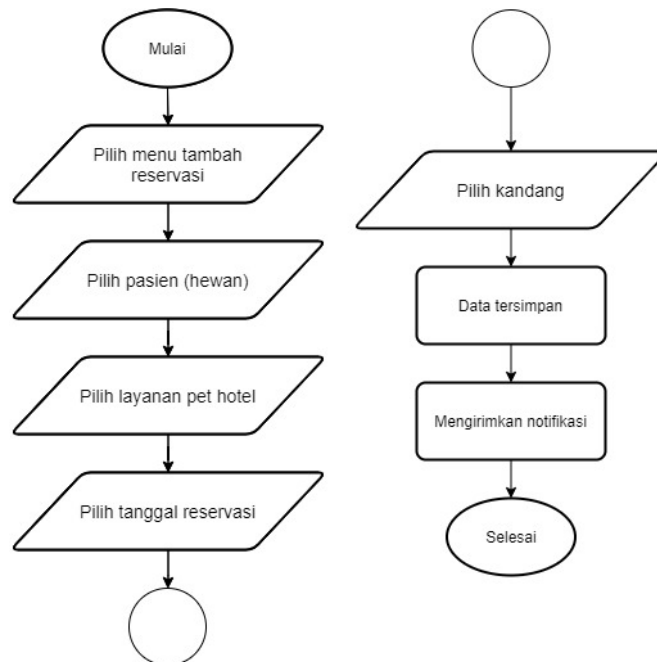 Mulai
Pilih menu tambah
reservasi
Pilih pasien (hewan)
Pilih layanan pet hotel
Pilih tanggal reservasi
Pilih kandang
Data tersimpan
Mengirimkan notifikasi
Selesai